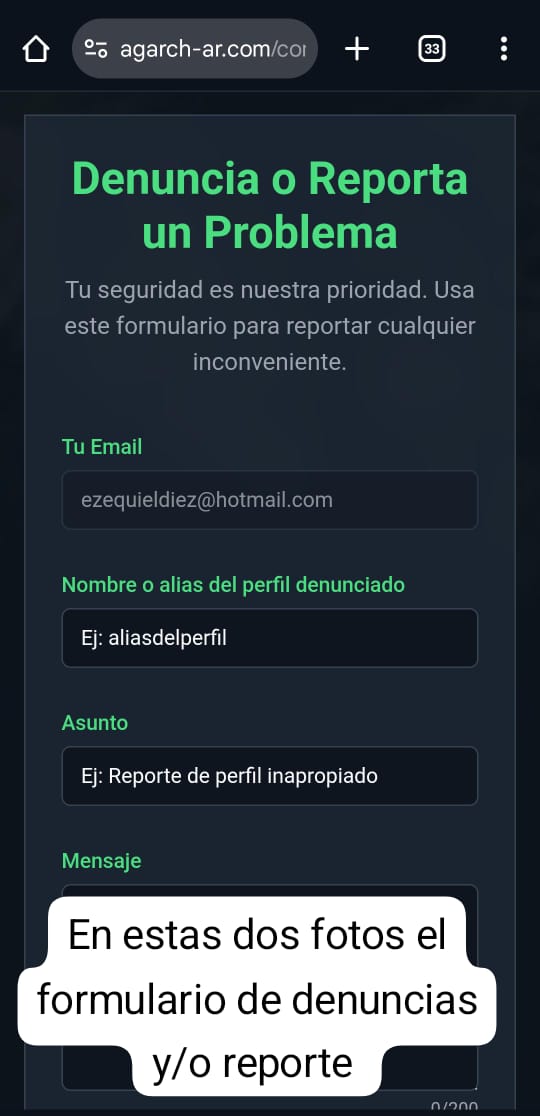 33
agarch-ar.com/cor
Denuncia o Reporta
un Problema
Tu seguridad es nuestra prioridad. Usa
este formulario para reportar cualquier
inconveniente.
Tu Email
ezequieldiez@hotmail.com
Nombre o alias del perfil denunciado
Ej: aliasdelperfil
Asunto
Ej: Reporte de perfil inapropiado
Mensaje
En estas dos fotos el
formulario de denuncias
y/o reporte
0/200